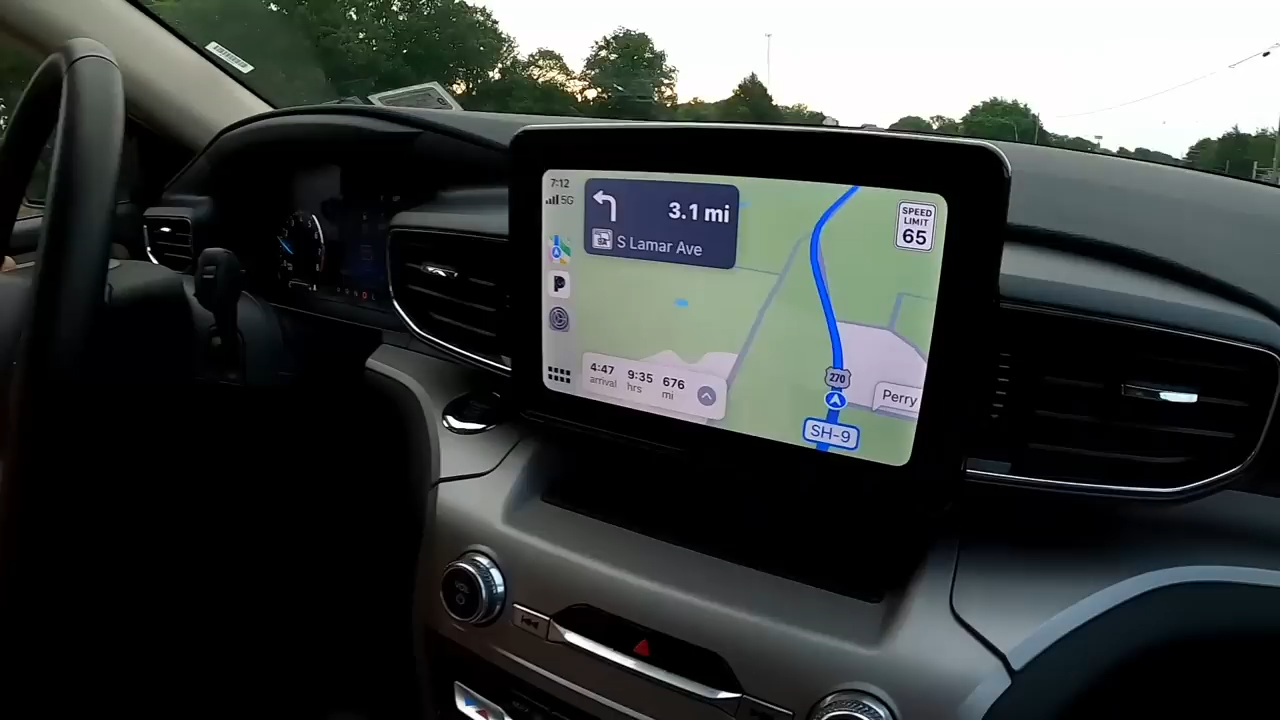 7:12
5G
3.1 mi
S Lamar Ave
SPEED
LIMIT
65
P
270
Perry
SH-9
4:47 9:35 676
arrival hrs mi
VOL